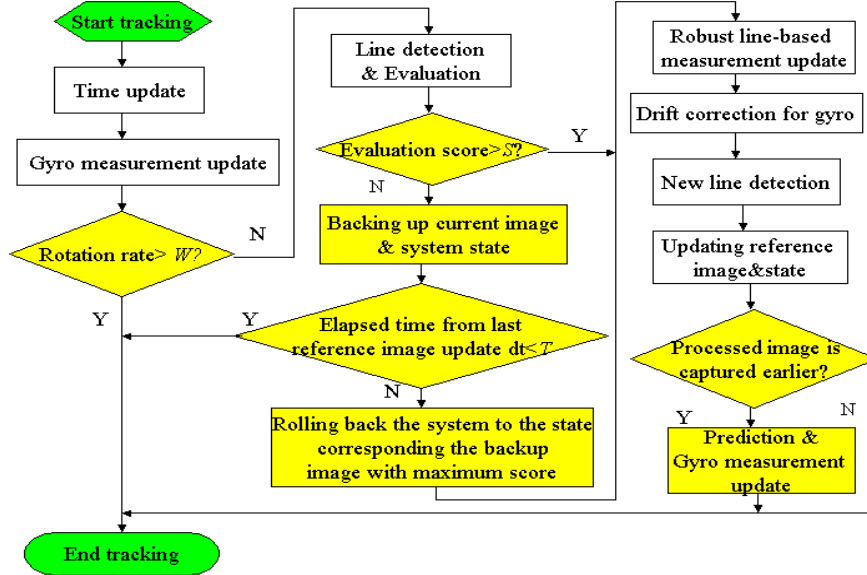 Start tracking
Time update
Gyro measurement update
Rotation rate> W?
N
Y
Line detection
& Evaluation
Evaluation score>S?
Y
N
Backing up current image
& system state
Elapsed time from last
reference image update dt<T
Y
N
Rolling back the system to the state
corresponding the backup
image with maximum score
Robust line-based
measurement update
Drift correction for gyro
New line detection
Updating reference
image&state
Processed image is
captured earlier?
Y
N
Prediction &
Gyro measurement
update
End tracking